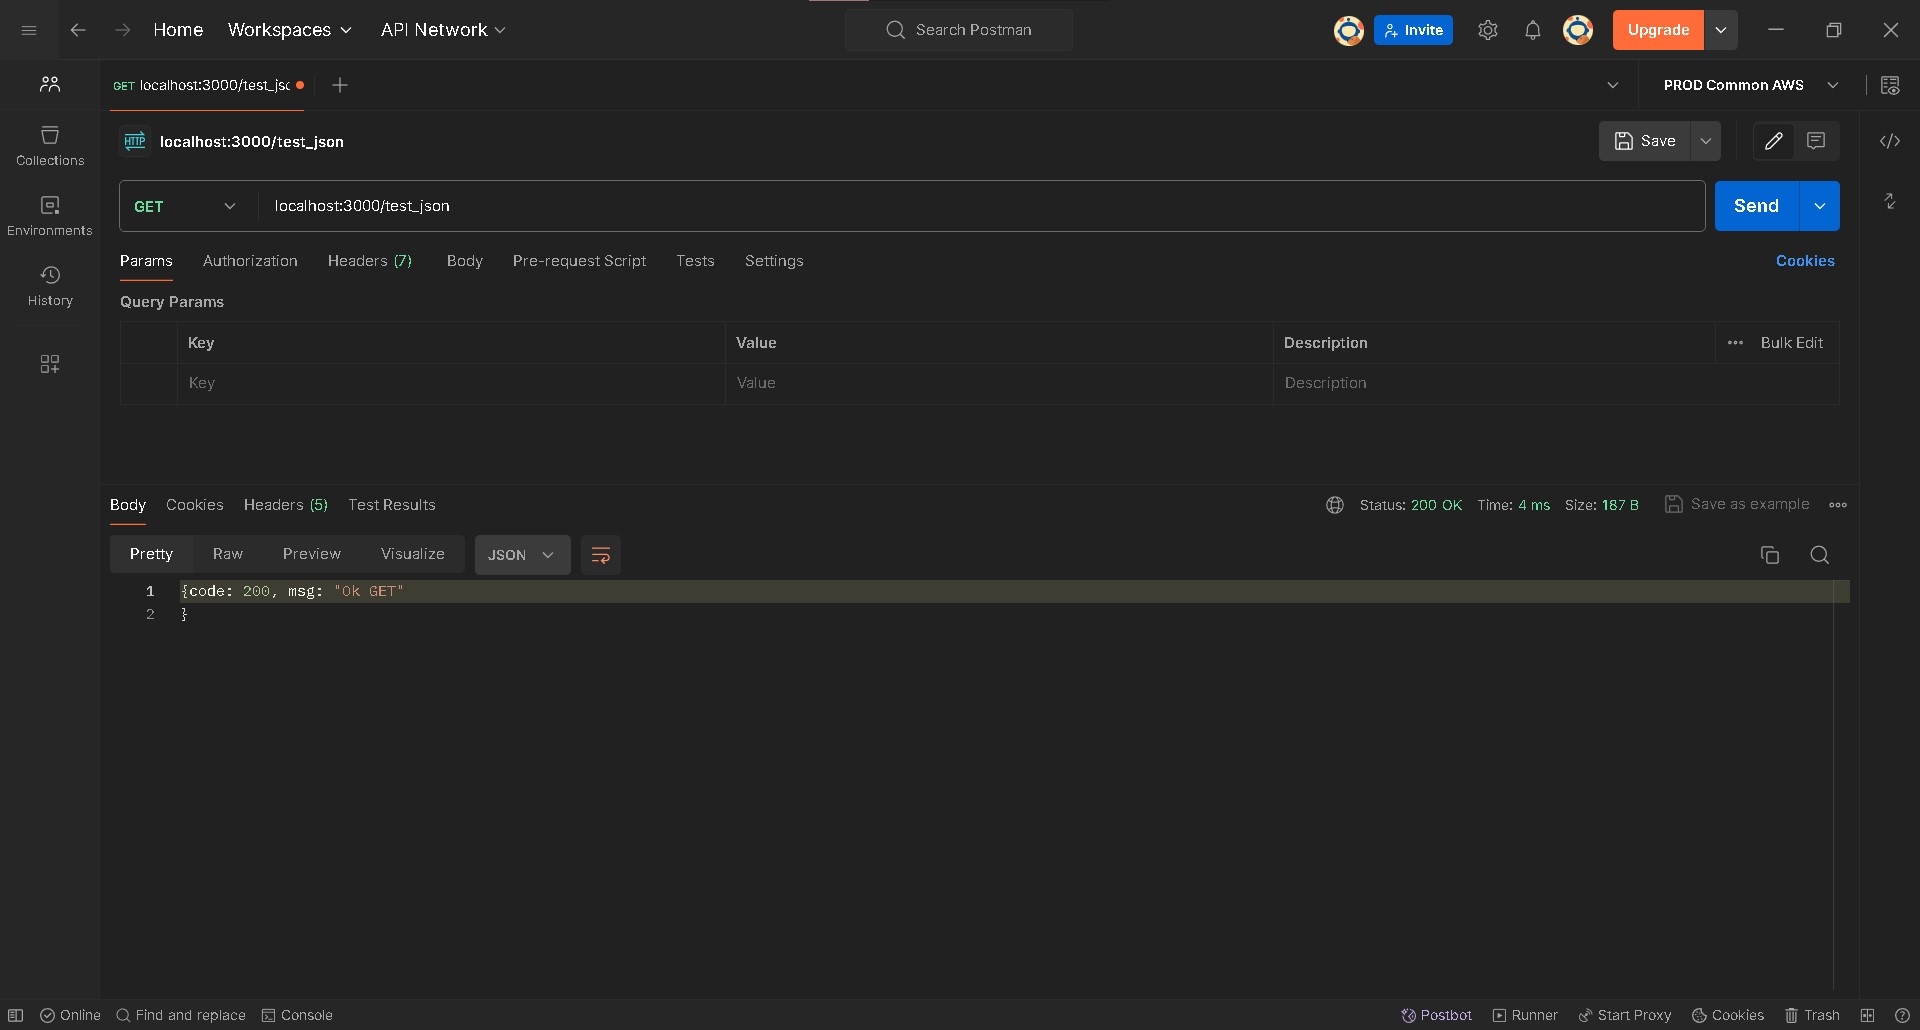 Home Workspaces API Network Search Postman Invite Upgrade
GET localhost:3000/test_jsc PROD Common AWS
HTTP localhost:3000/test_json Save
Collections
GET localhost:3000/test_json Send
Environments
Params Authorization Headers (7) Body Pre-request Script Tests Settings Cookies
History
Query Params
Key Value Description Bulk Edit
Key Value Description
Body Cookies Headers (5) Test Results Status: 200 OK Time: 4 ms Size: 187 B Save as example
Pretty Raw Preview Visualize JSON
1 {code: 200, msg: "Ok GET"
2 }
Online Find and replace Console Postbot Runner Start Proxy Cookies Trash